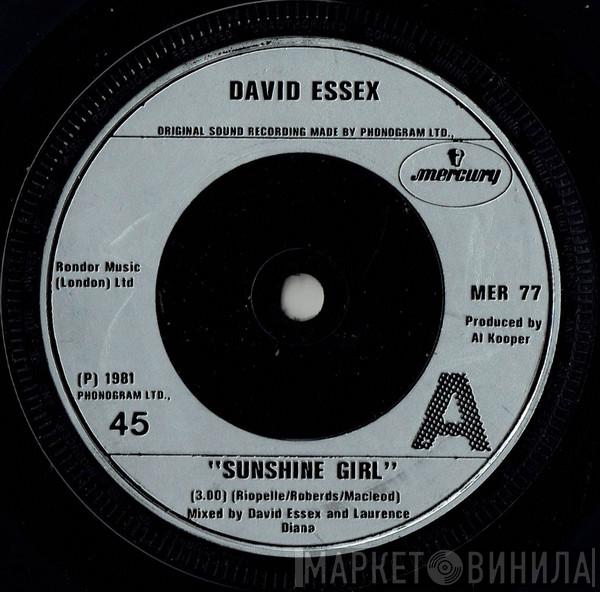 DAVID ESSEX
ORIGINAL SOUND RECORDING MADE BY PHONOGRAM LTD.,
mercury
Rondor Music
(London) Ltd
MER 77
Produced by
Al Kooper
(P) 1981
PHONOGRAM LTD.,
45
A
"SUNSHINE GIRL"
(3.00) (Riopelle/Roberds/Macleod)
Mixed by David Essex and Laurence
Diana
МАРКЕТ ВИНИЛА